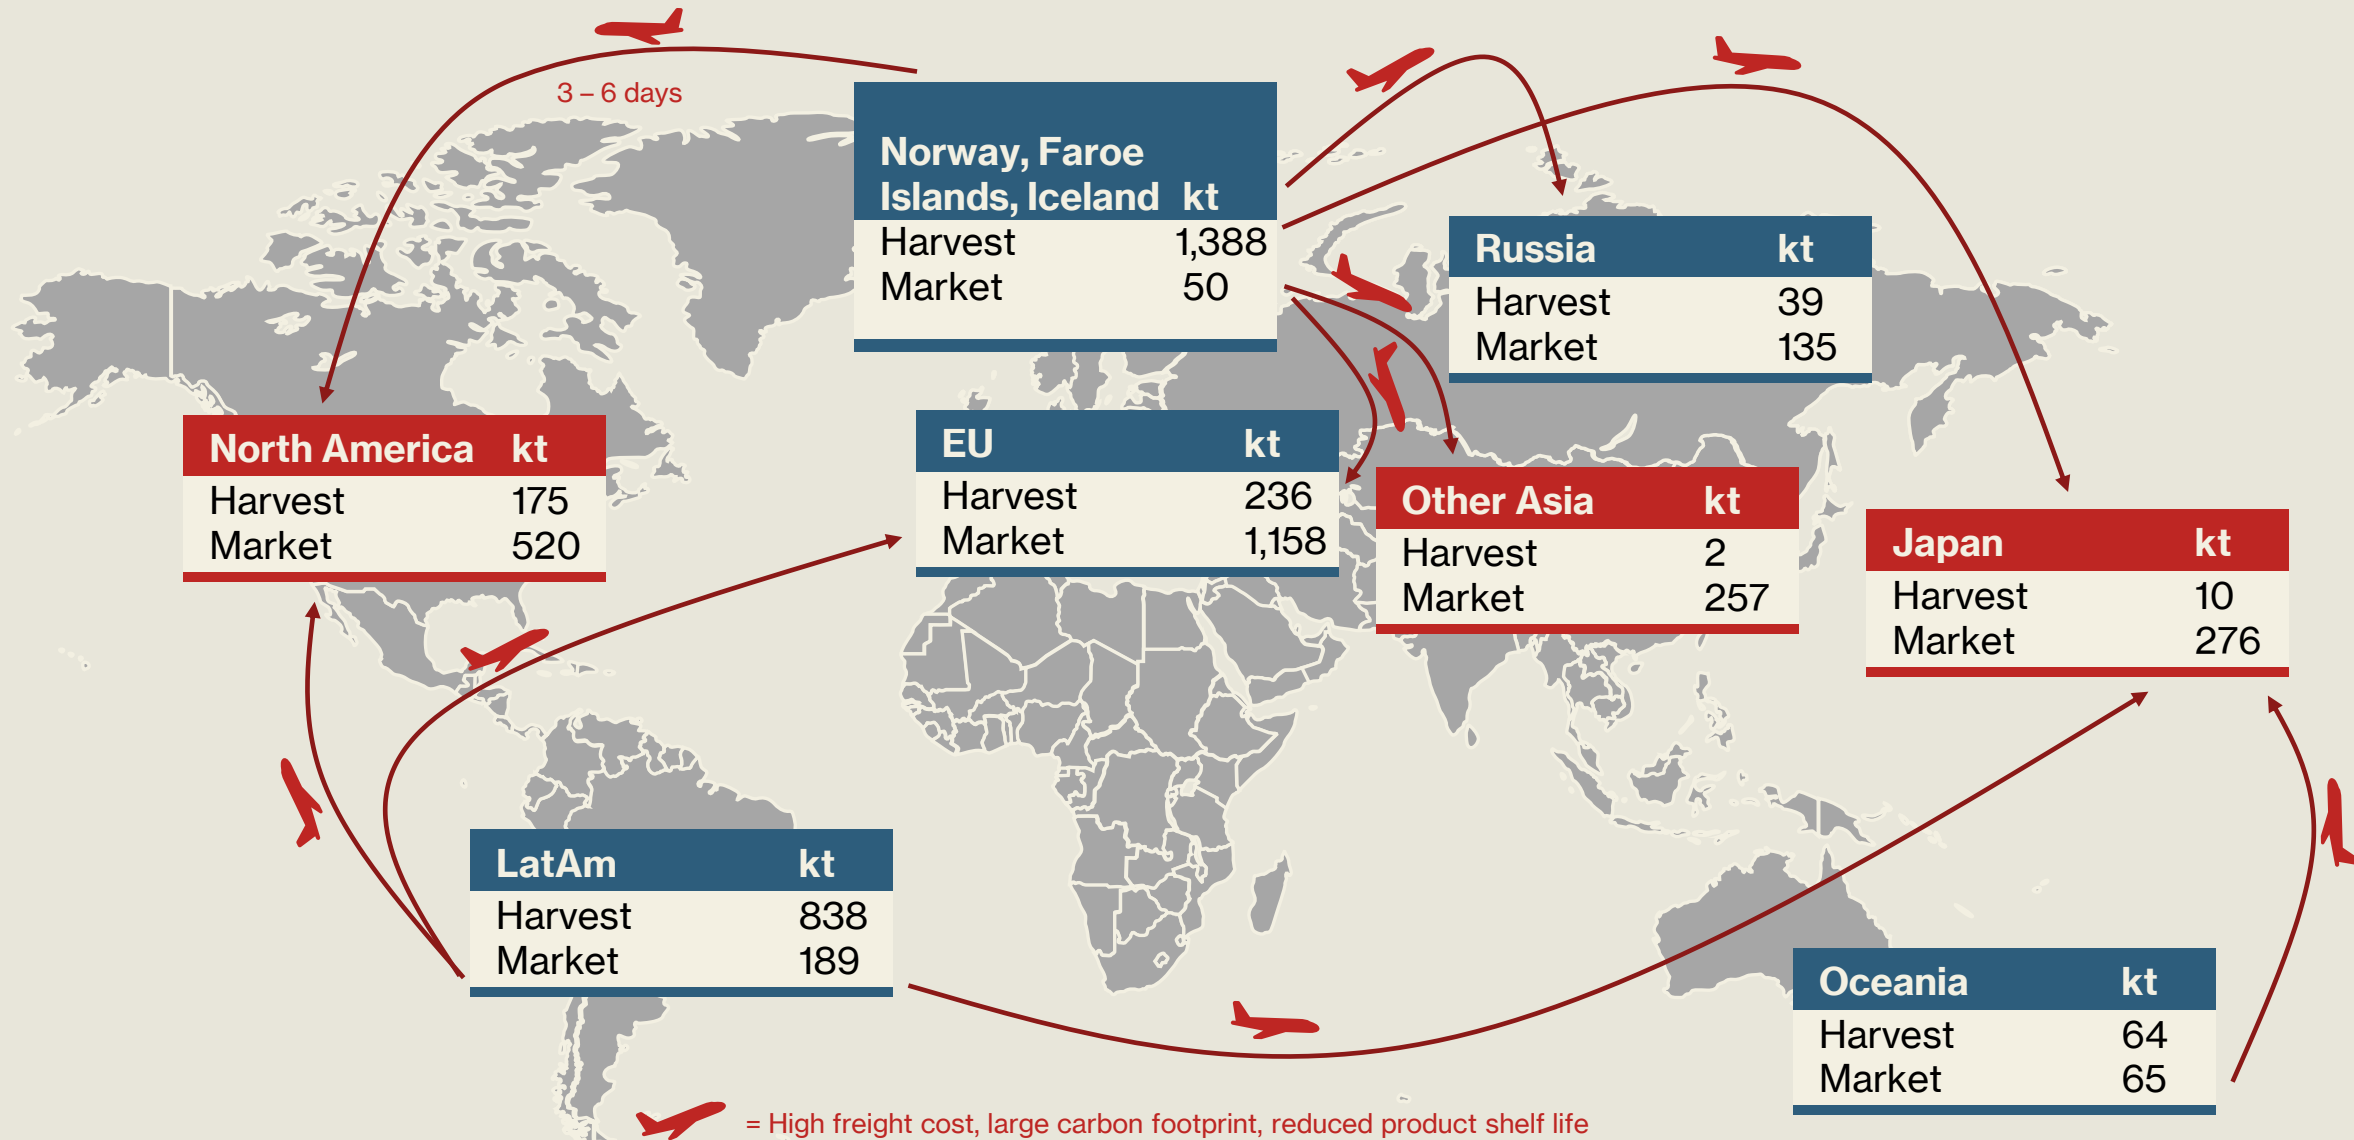 3 – 6 days
Norway, Faroe
Islands, Iceland kt
Harvest 1,388
Market 50
Russia kt
Harvest 39
Market 135
North America kt
Harvest 175
Market 520
EU kt
Harvest 236
Market 1,158
Other Asia kt
Harvest 2
Market 257
Japan kt
Harvest 10
Market 276
LatAm kt
Harvest 838
Market 189
Oceania kt
Harvest 64
Market 65
= High freight cost, large carbon footprint, reduced product shelf life